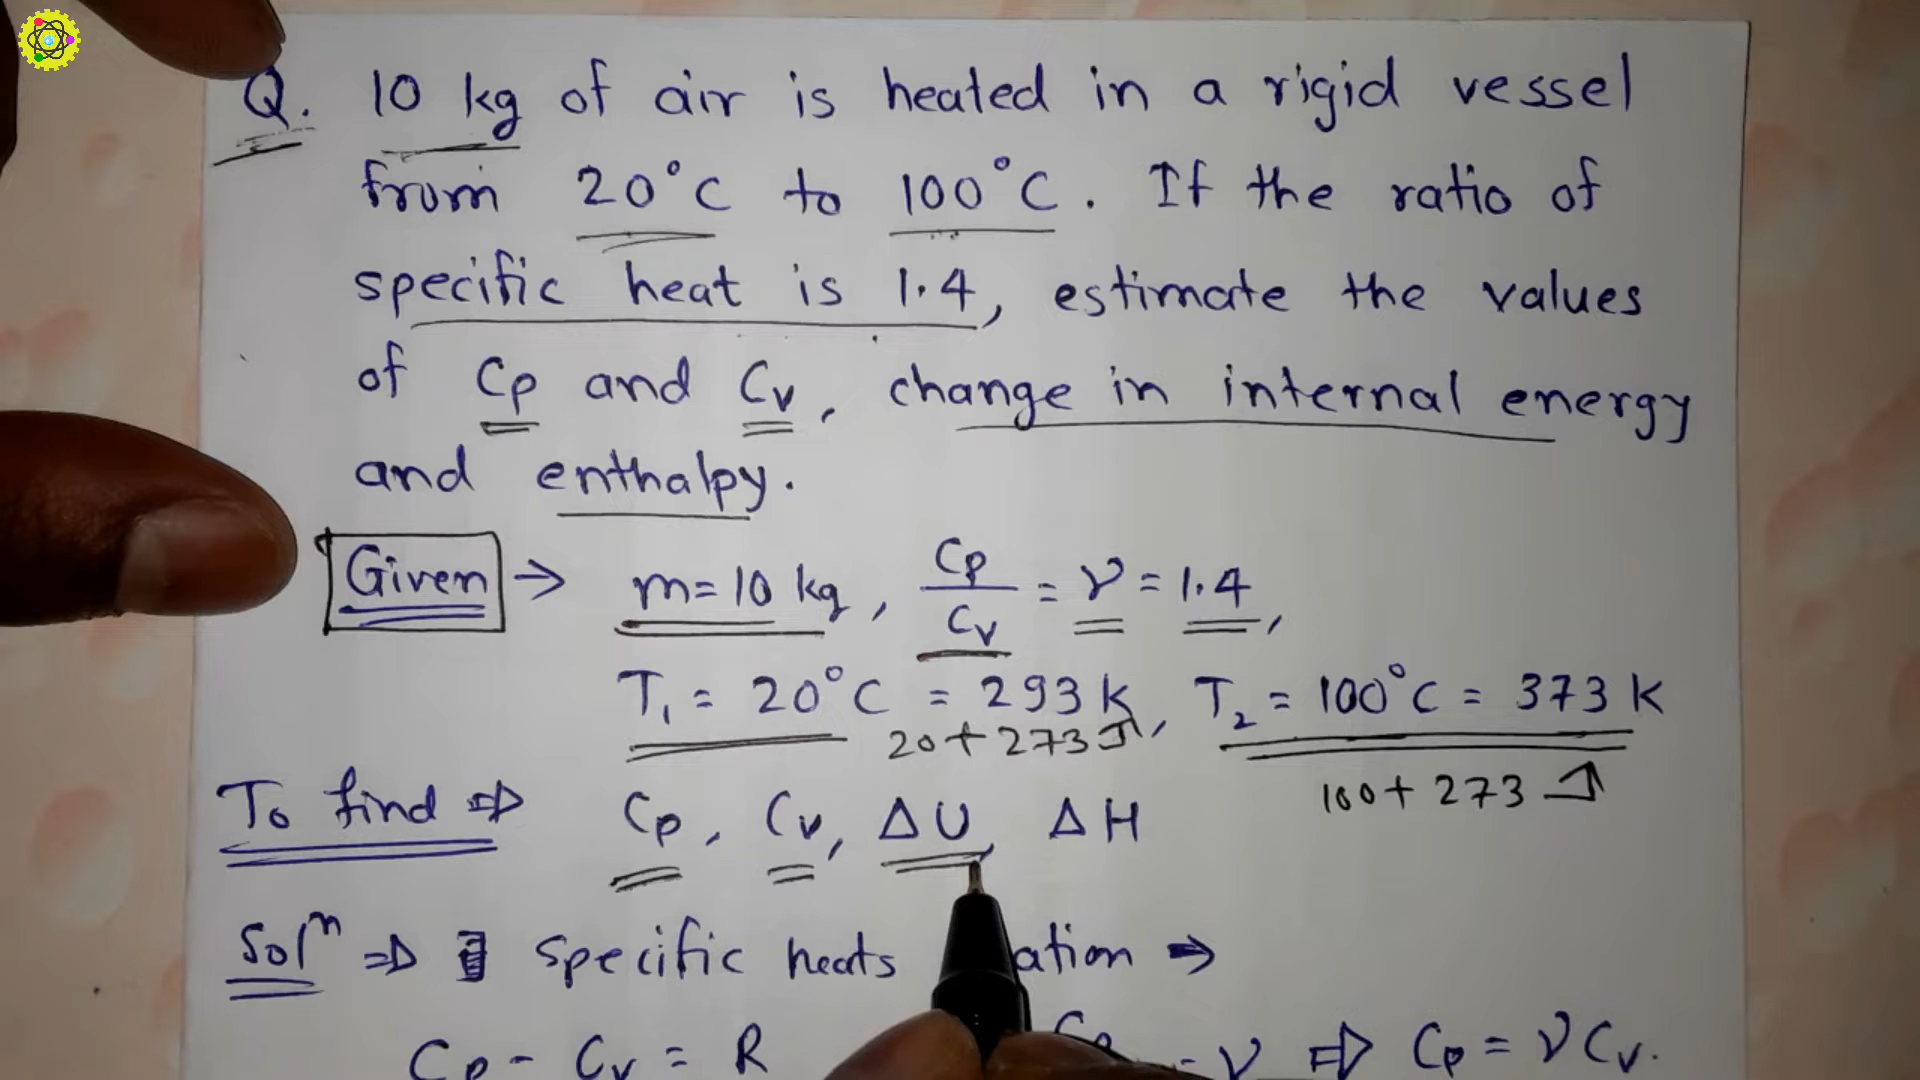 Q. 10 kg of air is heated in a rigid vessel
from 20°C to 100°C. If the ratio of
specific heat is 1.4, estimate the values
of Cp and Cv, change in internal energy
and enthalpy.
Given → m = 10 kg, Cp/Cv = γ = 1.4,
T₁ = 20°C = 293 K, T₂ = 100°C = 373 K
20 + 273 100 + 273
To find ⇒ Cp, Cv, ΔU, ΔH
Solⁿ ⇒ specific heats →
Cp - Cv = R = γ ⇒ Cp = γ Cv.